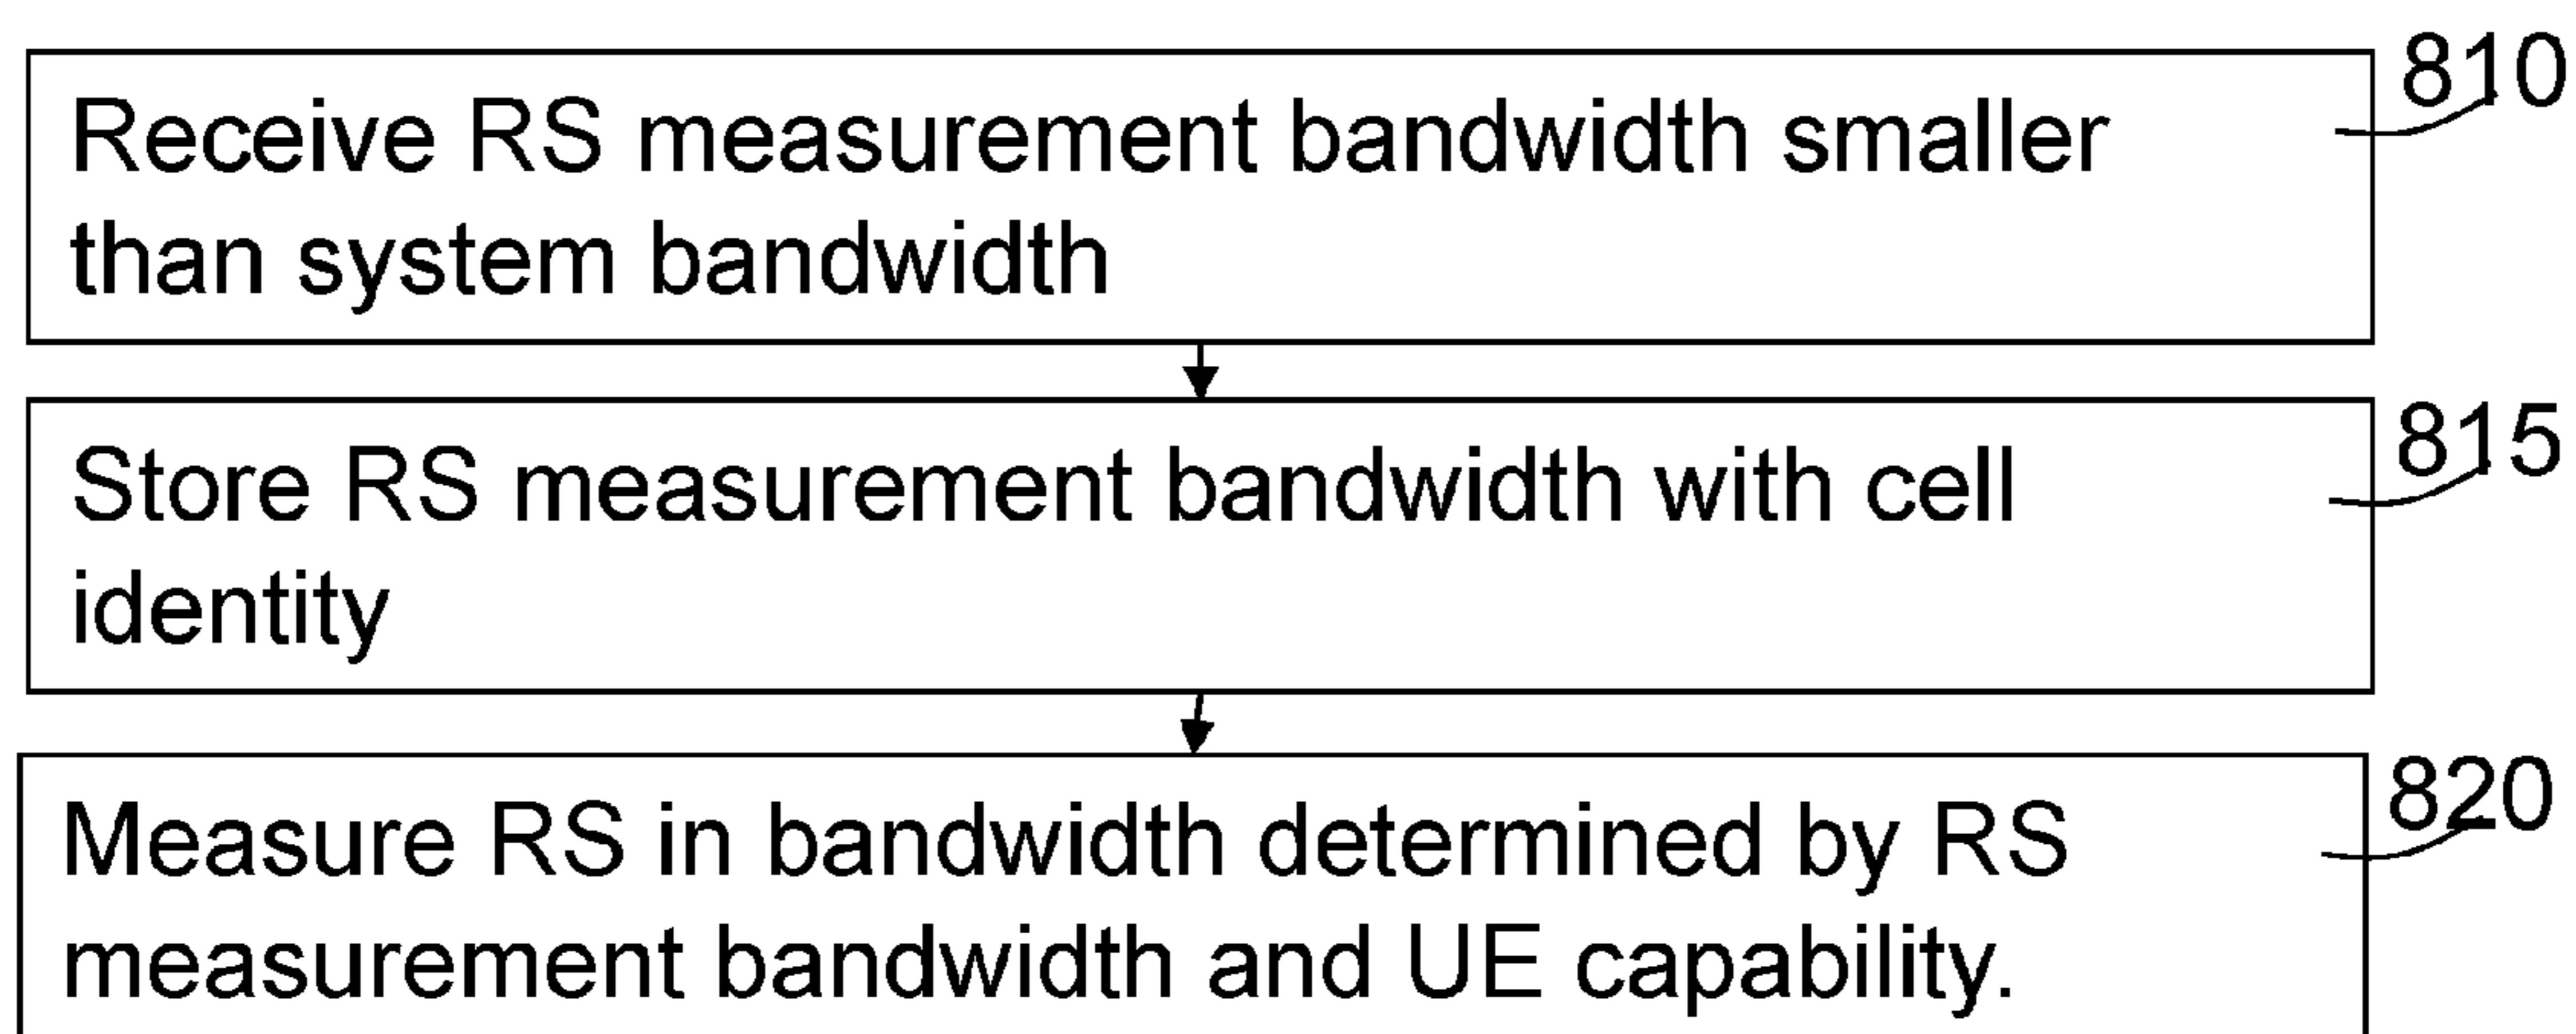 810
Receive RS measurement bandwidth smaller
than system bandwidth
815
Store RS measurement bandwidth with cell
identity
820
Measure RS in bandwidth determined by RS
measurement bandwidth and UE capability.